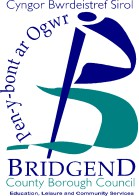 Cyngor Bwrdeistref Sirol
Pen-y-bont ar Ogwr
BRIDGEND
County Borough Council
Education, Leisure and Community Services